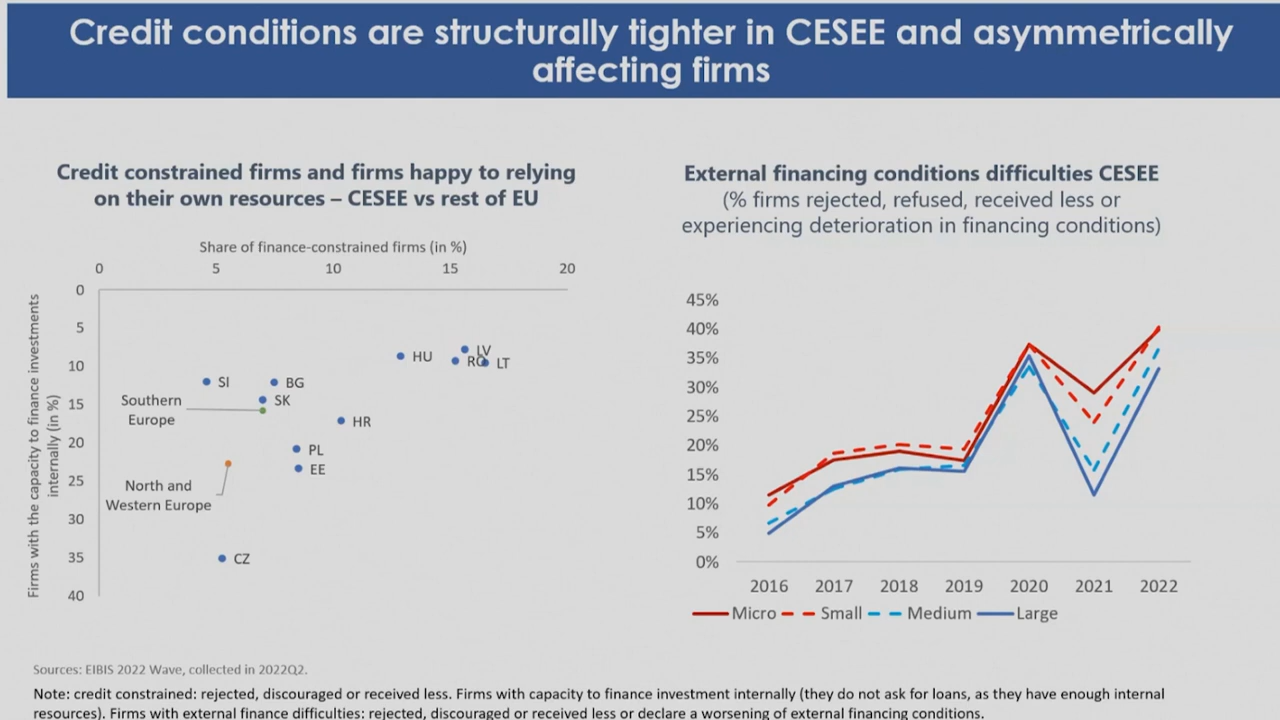 Credit conditions are structurally tighter in CESEE and asymmetrically
affecting firms
Credit constrained firms and firms happy to relying
on their own resources – CESEE vs rest of EU
Share of finance-constrained firms (in %)
0 5 10 15 20
Firms with the capacity to finance investments
internally (in %)
0
5
10
15
20
25
30
35
40
LV
HU
RO
LT
SI
BG
SK
Southern
Europe
HR
PL
EE
North and
Western Europe
CZ
External financing conditions difficulties CESEE
(% firms rejected, refused, received less or
experiencing deterioration in financing conditions)
45%
40%
35%
30%
25%
20%
15%
10%
5%
0%
2016 2017 2018 2019 2020 2021 2022
Micro Small Medium Large
Sources: EIBIS 2022 Wave, collected in 2022Q2.
Note: credit constrained: rejected, discouraged or received less. Firms with capacity to finance investment internally (they do not ask for loans, as they have enough internal
resources). Firms with external finance difficulties: rejected, discouraged or received less or declare a worsening of external financing conditions.